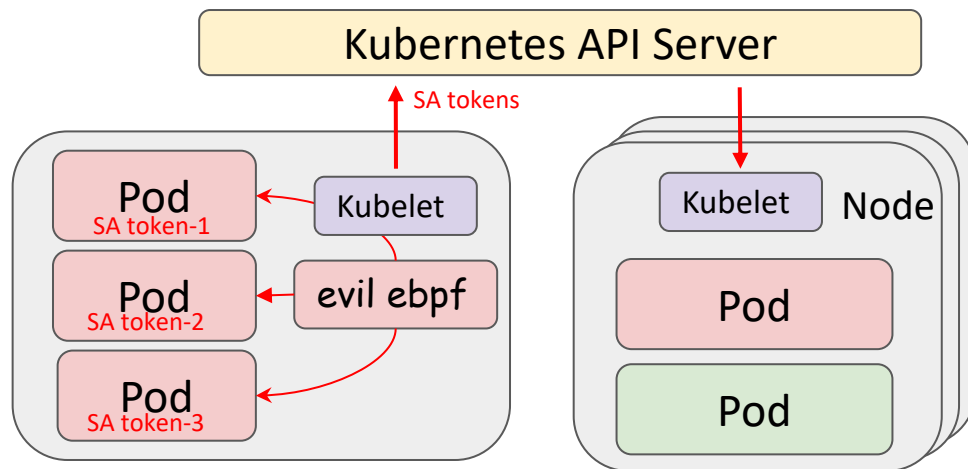 Kubernetes API Server
SA tokens
Pod
SA token-1
Kubelet
Pod
SA token-2
evil ebpf
Pod
SA token-3
Kubelet
Node
Pod
Pod